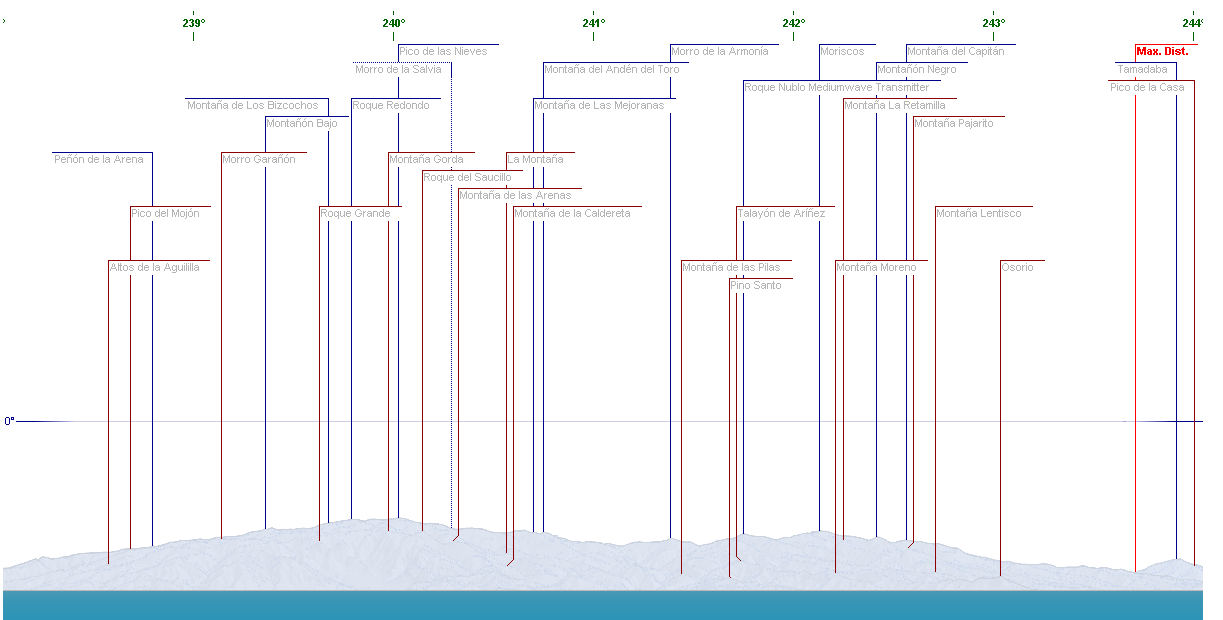 239° 240° 241° 242° 243° 244°
Pico de las Nieves Morro de la Armonía Moriscos Montaña del Capitán Max. Dist.
Morro de la Salvia Montaña del Andén del Toro Montañón Negro Tamadaba
Roque Nublo Mediumwave Transmitter Pico de la Casa
Montaña de Los Bizcochos Roque Redondo Montaña de Las Mejoranas Montaña La Retamilla
Montañón Bajo Montaña Pajarito
Peñón de la Arena Morro Garañón Montaña Gorda La Montaña
Roque del Saucillo
Montaña de las Arenas
Pico del Mojón Roque Grande Montaña de la Caldereta Talayón de Aríñez Montaña Lentisco
Altos de la Aguililla Montaña de las Pilas Montaña Moreno Osorio
Pino Santo
0°